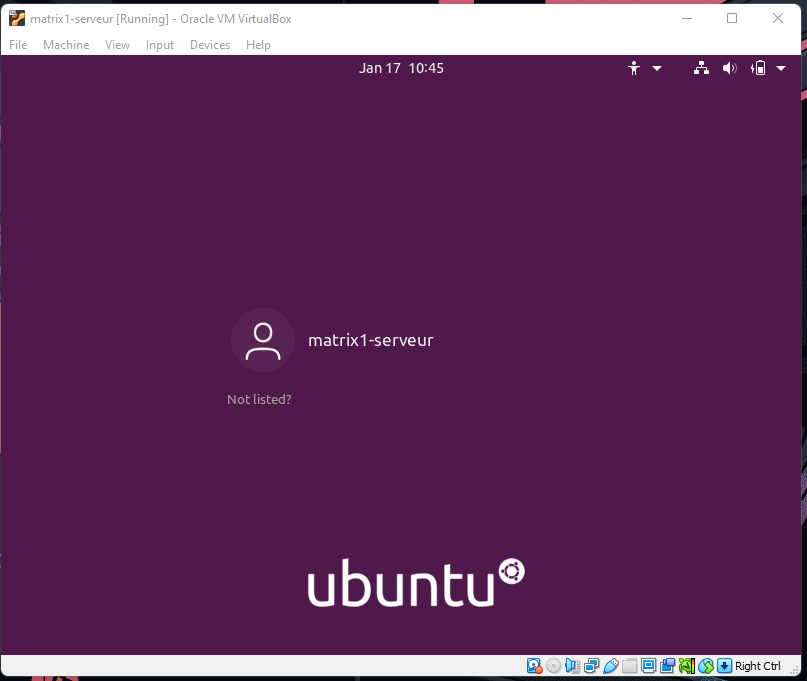 matrix1-serveur [Running] - Oracle VM VirtualBox
File Machine View Input Devices Help
Jan 17 10:45
matrix1-serveur
Not listed?
ubuntu
Right Ctrl